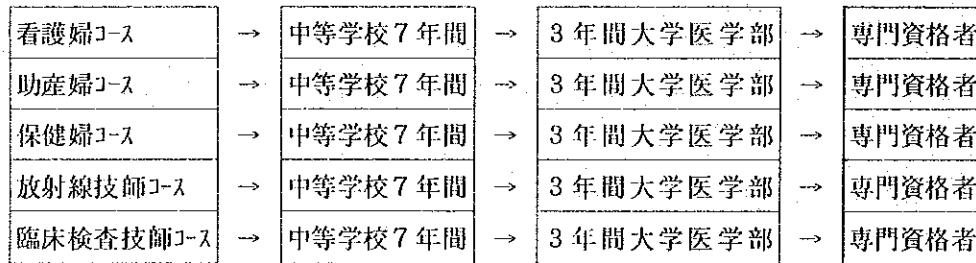 看護婦コース → 中等学校7年間 → 3年間大学医学部 → 専門資格者
助産婦コース → 中等学校7年間 → 3年間大学医学部 → 専門資格者
保健婦コース → 中等学校7年間 → 3年間大学医学部 → 専門資格者
放射線技師コース → 中等学校7年間 → 3年間大学医学部 → 専門資格者
臨床検査技師コース → 中等学校7年間 → 3年間大学医学部 → 専門資格者